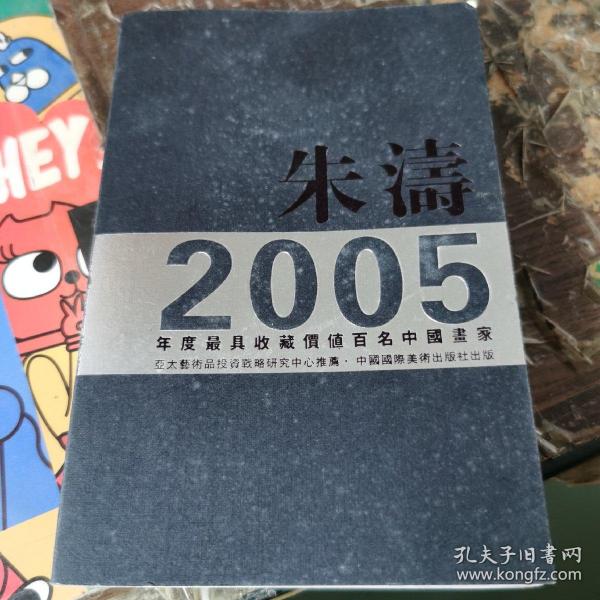 HEY
朱濤
2005
年度最具收藏價值百名中國畫家
亞太藝術品投資戰略研究中心推薦·中國國際美術出版社出版
孔夫子旧書网
www.kongfz.com